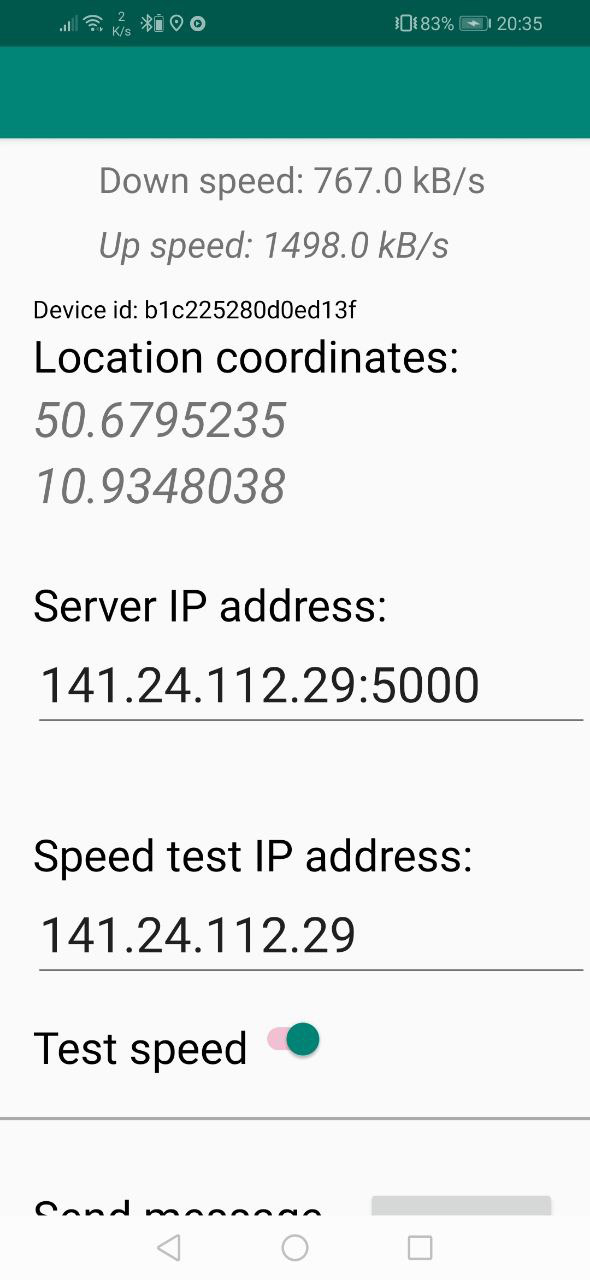 2
K/s
83% 20:35
Down speed: 767.0 kB/s
Up speed: 1498.0 kB/s
Device id: b1c225280d0ed13f
Location coordinates:
50.6795235
10.9348038
Server IP address:
141.24.112.29:5000
Speed test IP address:
141.24.112.29
Test speed
Send message